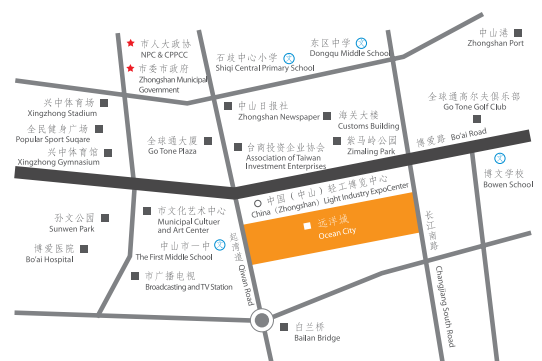 市人大政协
NPC & CPPCC
市委市政府
Zhongshan Municipal
Government
石歧中心小学 文
Shiqi Central Primary School
东区中学 文
Dongqu Middle School
中山港
Zhongshan Port
兴中体育场
Xingzhong Stadium
全民健身广场
Popular Sport Suqare
兴中体育馆
Xingzhong Gymnasium
全球通大厦
Go Tone Plaza
中山日报社
Zhongshan Newspaper
海关大楼
Customs Building
全球通高尔夫俱乐部
Go Tone Golf Club
台商投资企业协会
Association of Taiwan
Investment Enterprises
紫马岭公园
Zimaling Park
博爱路 Bo'ai Road
文
博文学校
Bowen School
中国（中山）轻工博览中心
China（Zhongshan）Light Industry ExpoCenter
远洋城
Ocean City
孙文公园
Sunwen Park
博爱医院
Bo'ai Hospital
市文化艺术中心
Municipal Cultuer
and Art Center
中山市一中 文
The First Middle School
市广播电视
Broadcasting and TV Station
起湾道
Qiwan Road
长江南路
Changjiang South Road
白兰桥
Bailan Bridge